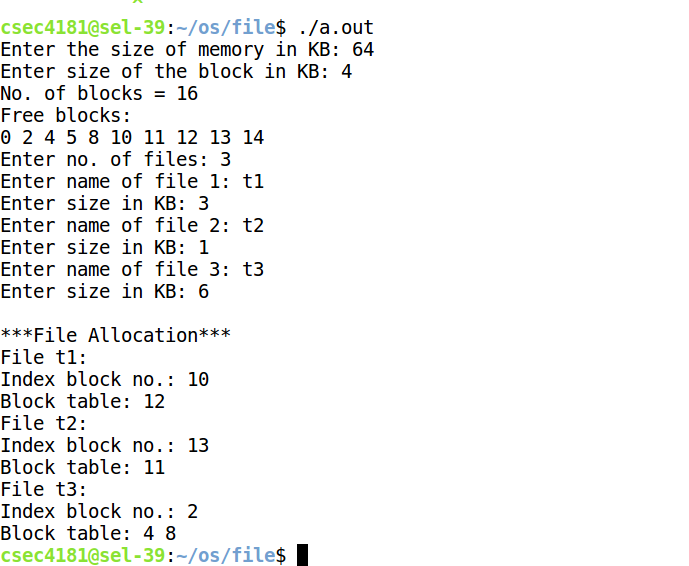 csec4181@sel-39:~/os/file$ ./a.out
Enter the size of memory in KB: 64
Enter size of the block in KB: 4
No. of blocks = 16
Free blocks:
0 2 4 5 8 10 11 12 13 14
Enter no. of files: 3
Enter name of file 1: t1
Enter size in KB: 3
Enter name of file 2: t2
Enter size in KB: 1
Enter name of file 3: t3
Enter size in KB: 6

***File Allocation***
File t1:
Index block no.: 10
Block table: 12
File t2:
Index block no.: 13
Block table: 11
File t3:
Index block no.: 2
Block table: 4 8
csec4181@sel-39:~/os/file$